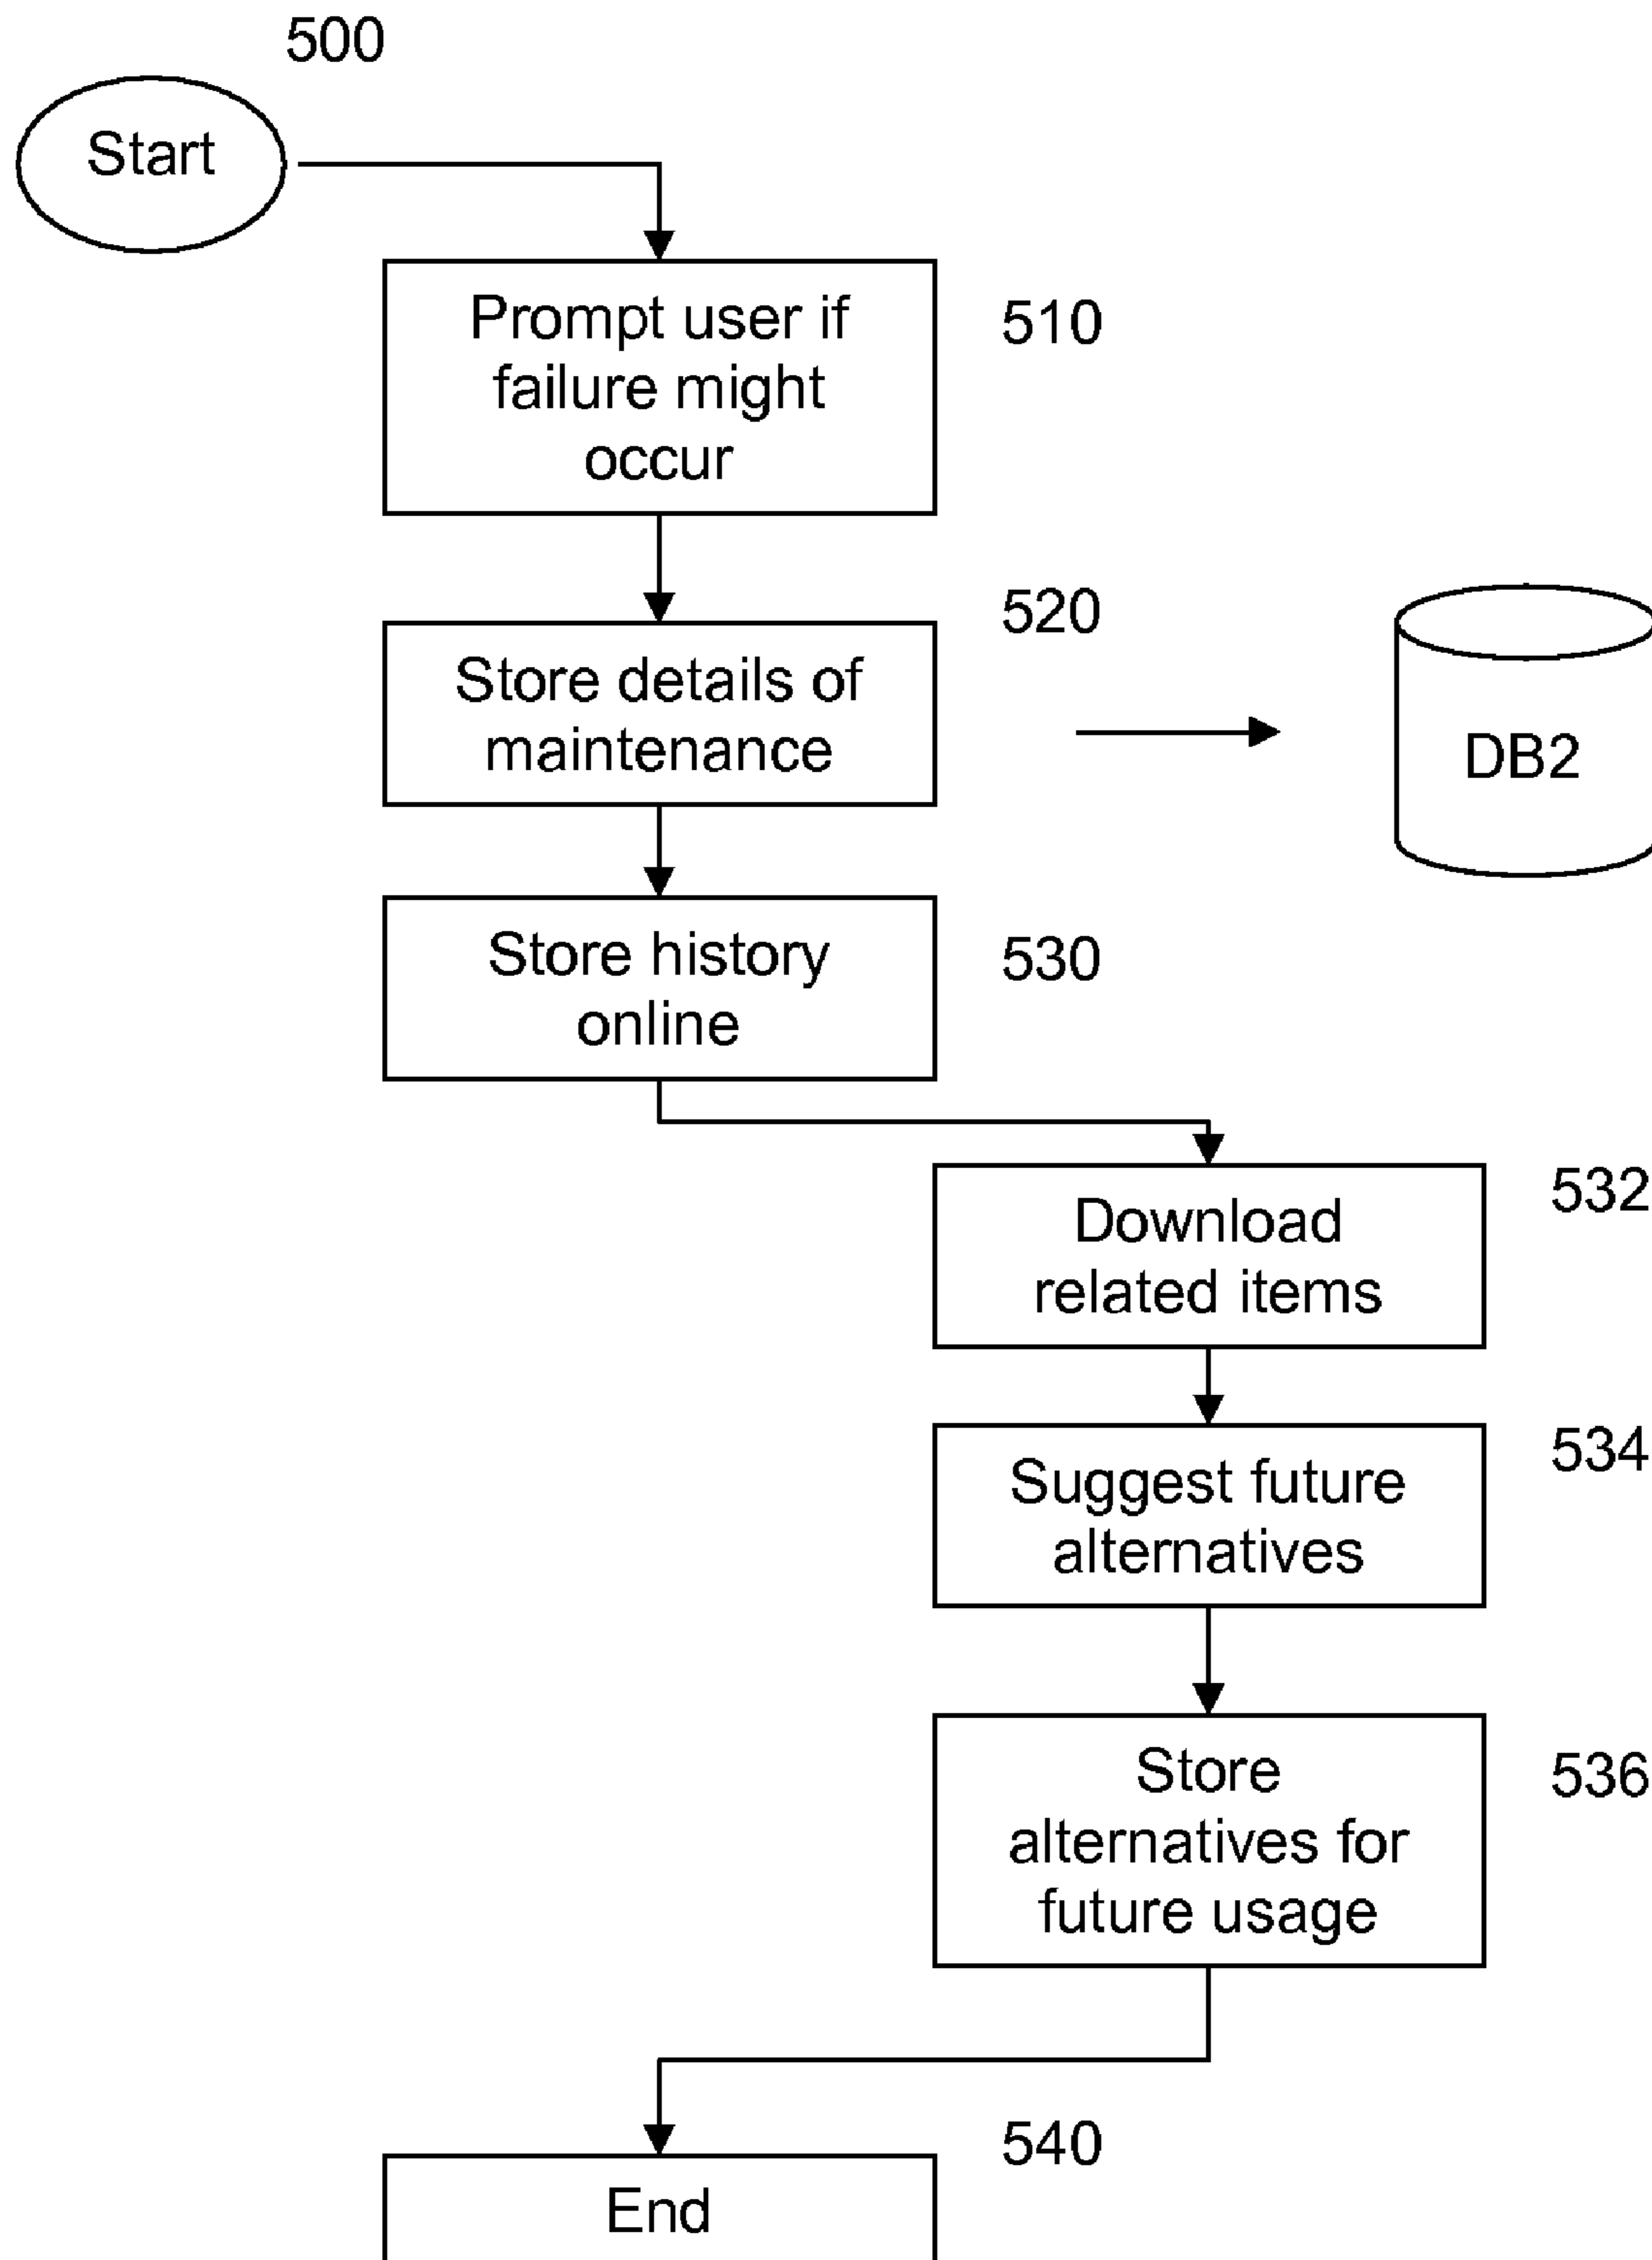 500
Start
Prompt user if
failure might
occur
510
520
Store details of
maintenance
DB2
Store history
online
530
532
Download
related items
534
Suggest future
alternatives
Store
alternatives for
future usage
536
540
End